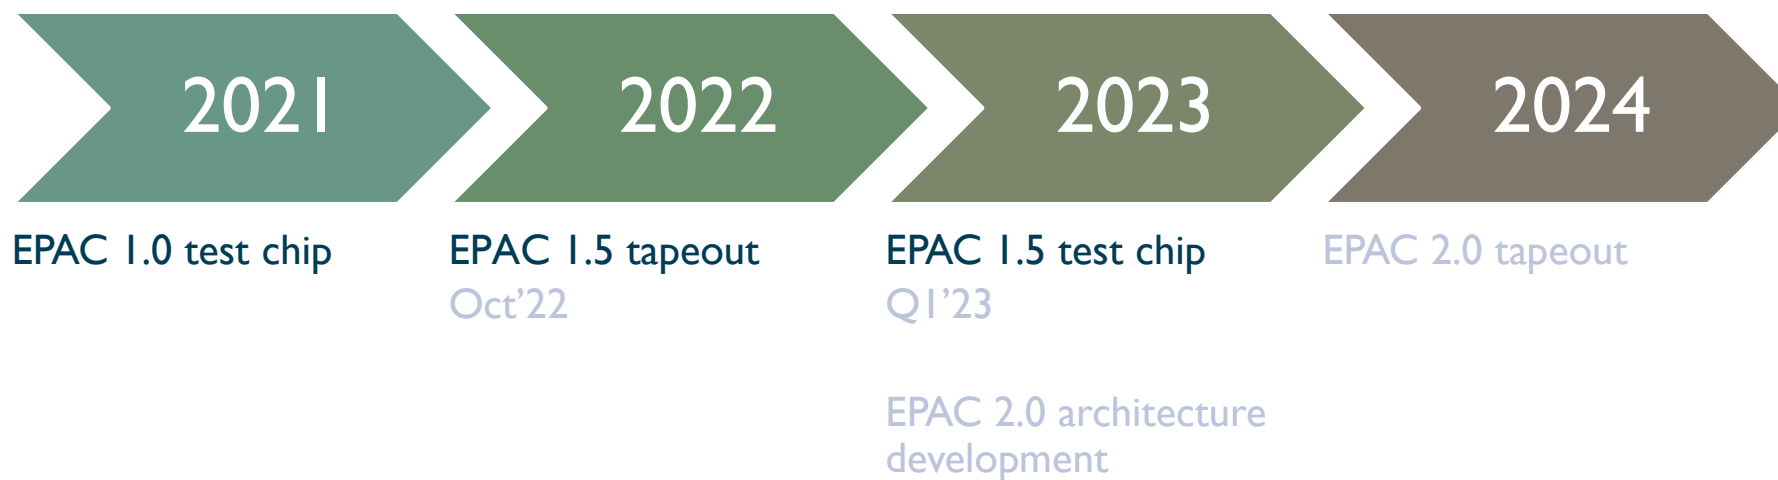 2021
2022
2023
2024
EPAC 1.0 test chip
EPAC 1.5 tapeout
Oct’22
EPAC 1.5 test chip
Q1’23
EPAC 2.0 architecture
development
EPAC 2.0 tapeout